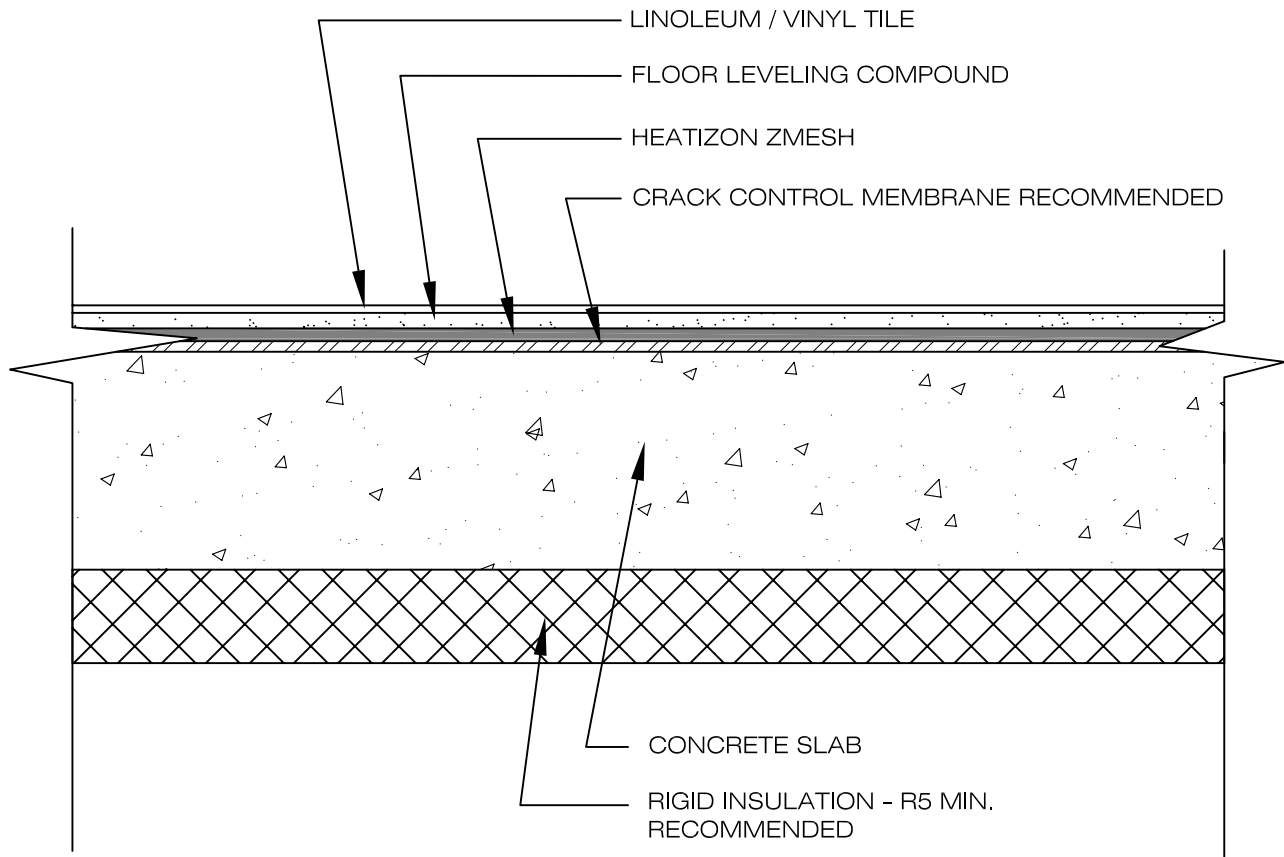 LINOLEUM / VINYL TILE
FLOOR LEVELING COMPOUND
HEATIZON ZMESH
CRACK CONTROL MEMBRANE RECOMMENDED
CONCRETE SLAB
RIGID INSULATION - R5 MIN.
RECOMMENDED